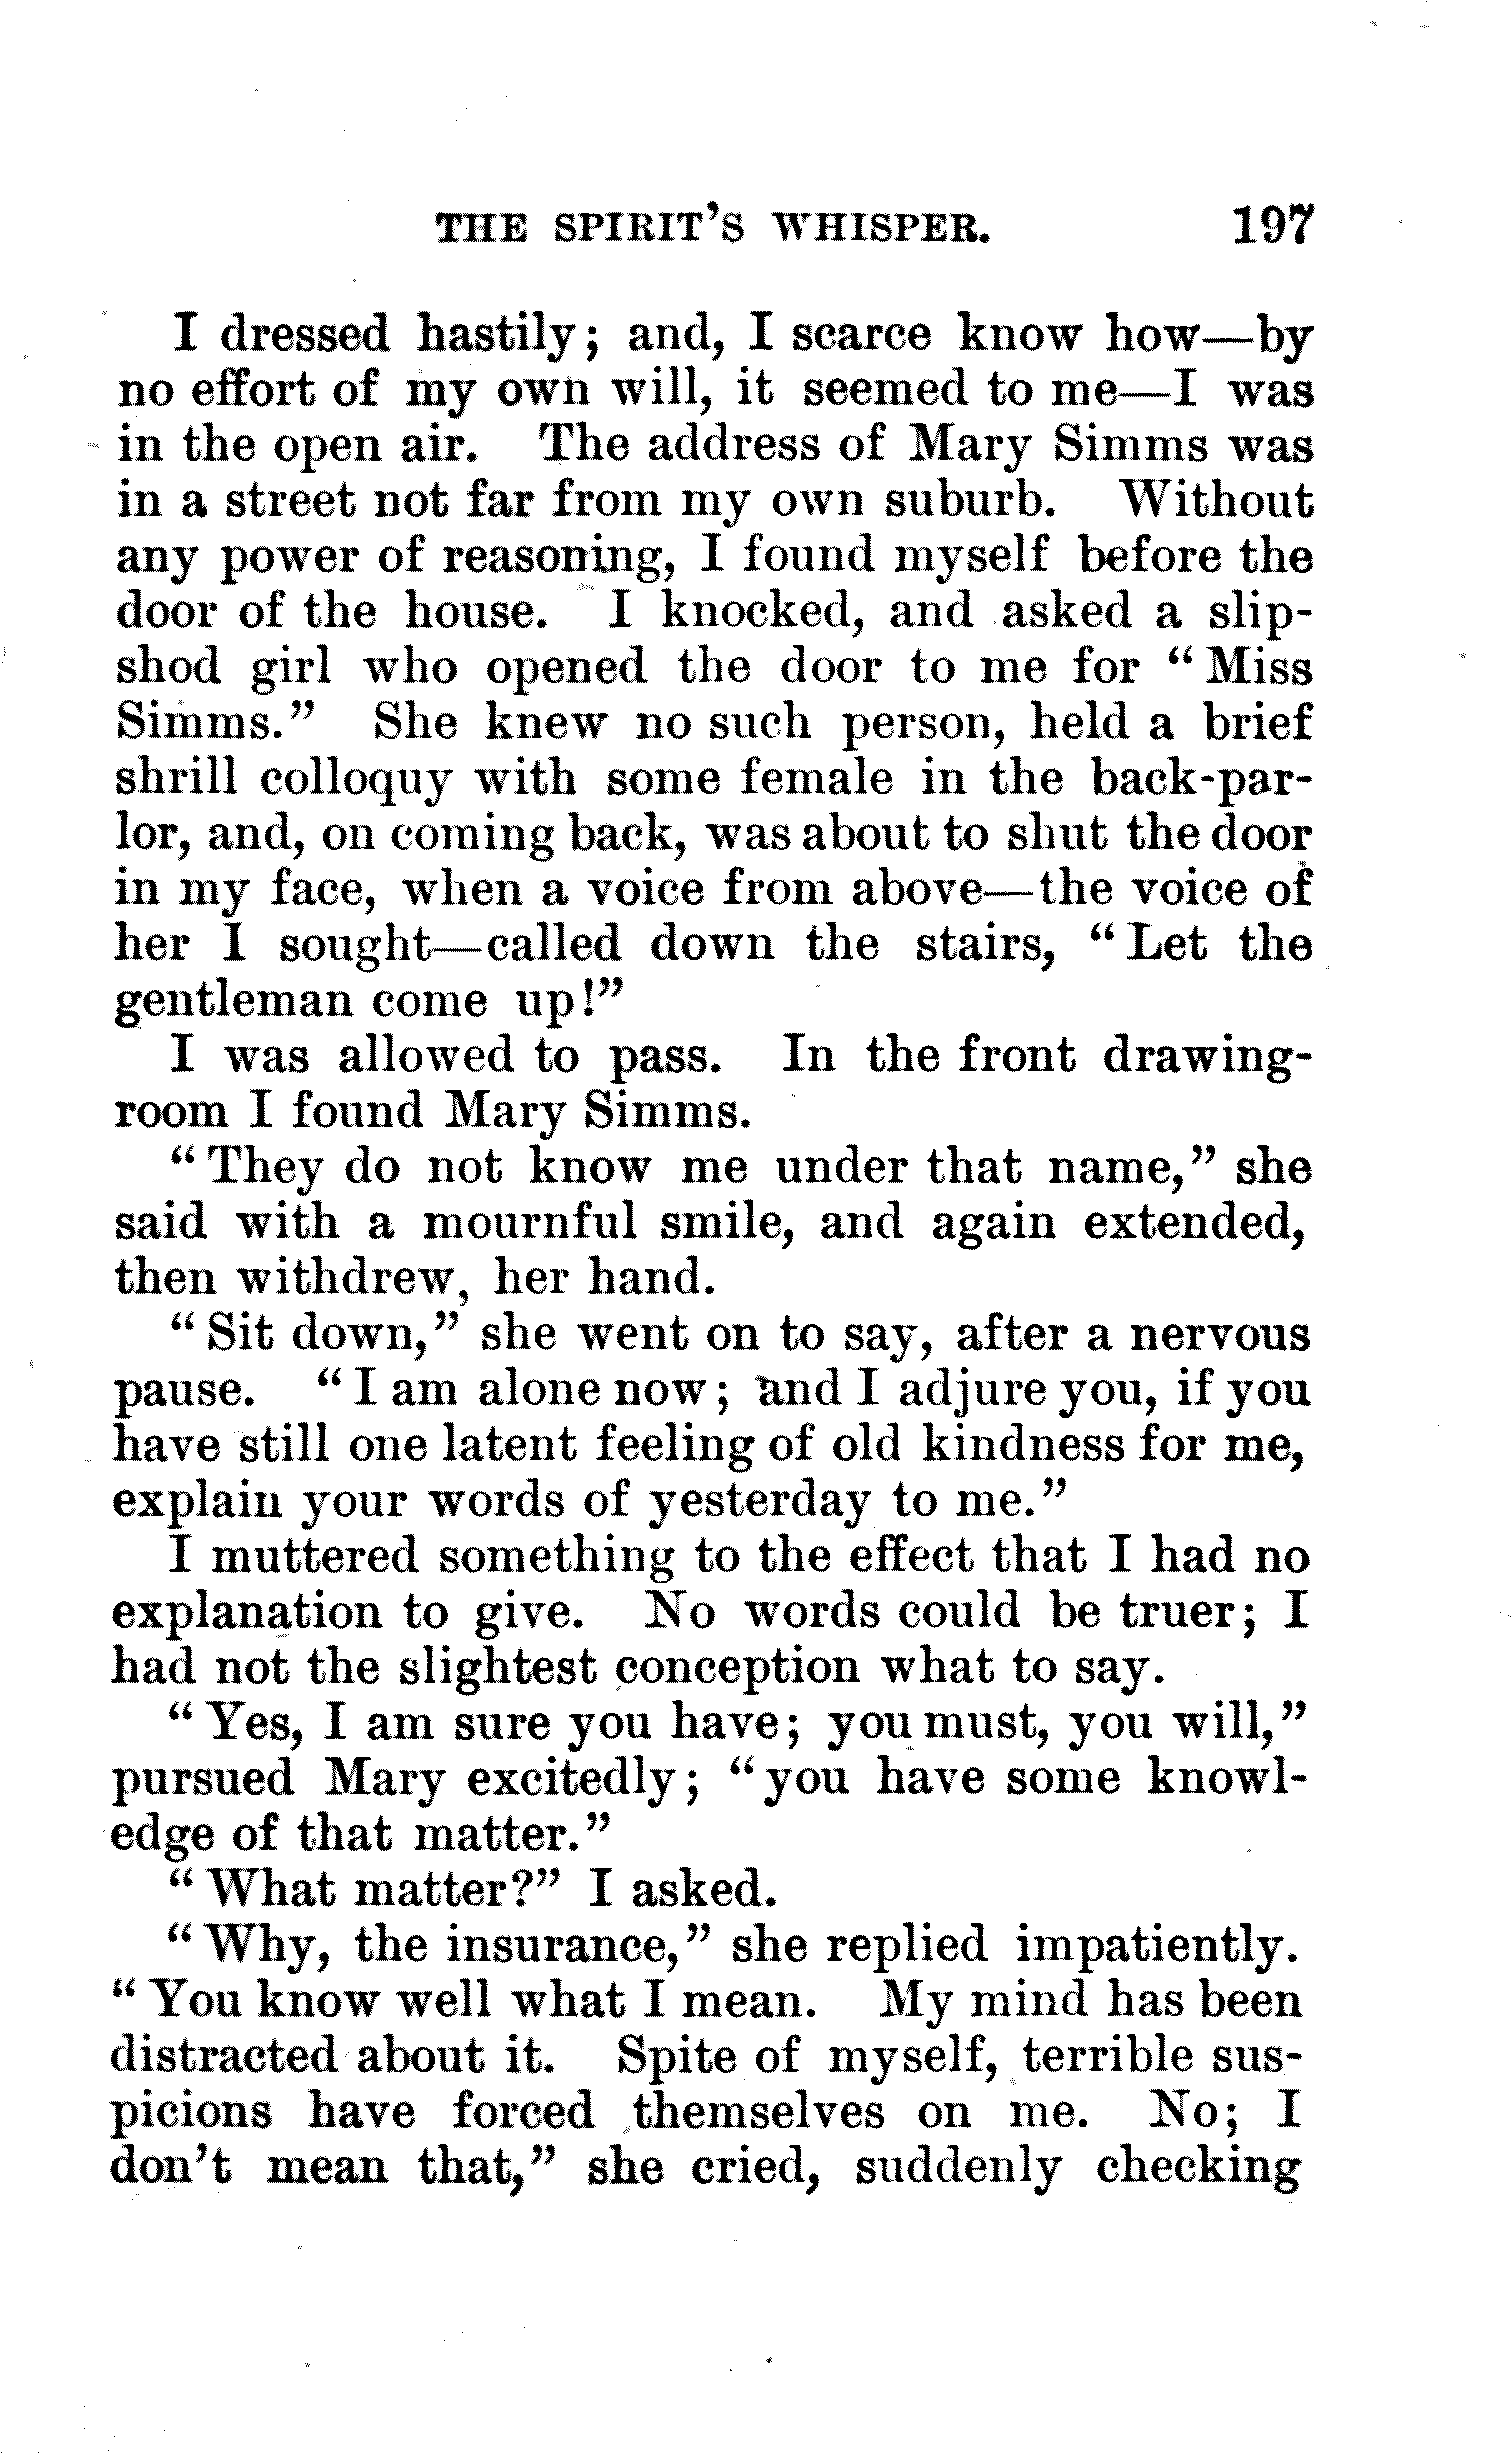 THE SPIRIT'S WHISPER. 197
I dressed hastily; and, I scarce know how—by
no effort of my own will, it seemed to me—I was
in the open air. The address of Mary Simms was
in a street not far from my own suburb. Without
any power of reasoning, I found myself before the
door of the house. I knocked, and asked a slip-
shod girl who opened the door to me for "Miss
Simms." She knew no such person, held a brief
shrill colloquy with some female in the back-par-
lor, and, on coming back, was about to shut the door
in my face, when a voice from above—the voice of
her I sought—called down the stairs, "Let the
gentleman come up!"
I was allowed to pass. In the front drawing-
room I found Mary Simms.
"They do not know me under that name," she
said with a mournful smile, and again extended,
then withdrew, her hand.
"Sit down," she went on to say, after a nervous
pause. "I am alone now; and I adjure you, if you
have still one latent feeling of old kindness for me,
explain your words of yesterday to me."
I muttered something to the effect that I had no
explanation to give. No words could be truer; I
had not the slightest conception what to say.
"Yes, I am sure you have; you must, you will,"
pursued Mary excitedly; "you have some knowl-
edge of that matter."
"What matter?" I asked.
"Why, the insurance," she replied impatiently.
"You know well what I mean. My mind has been
distracted about it. Spite of myself, terrible sus-
picions have forced themselves on me. No; I
don't mean that," she cried, suddenly checking